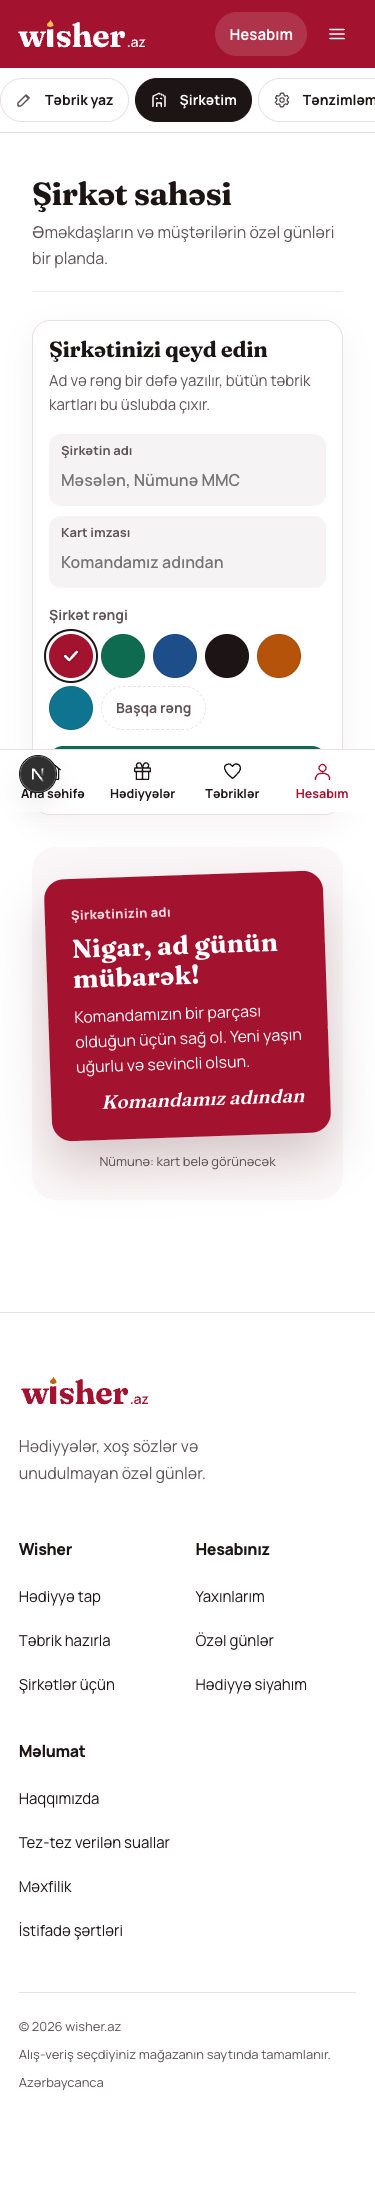 wisher.az
Hesabım
Təbrik yaz
Şirkətim
Tənzimləm
Şirkət sahəsi
Əməkdaşların və müştərilərin özəl günləri
bir planda.
Şirkətinizi qeyd edin
Ad və rəng bir dəfə yazılır, bütün təbrik
kartları bu üslubda çıxır.
Şirkətin adı
Məsələn, Nümunə MMC
Kart imzası
Komandamız adından
Şirkət rəngi
Başqa rəng
N
Ana səhifə
Hədiyyələr
Təbriklər
Hesabım
Şirkətinizin adı
Nigar, ad günün
mübarək!
Komandamızın bir parçası
olduğun üçün sağ ol. Yeni yaşın
uğurlu və sevincli olsun.
Komandamız adından
Nümunə: kart belə görünəcək
wisher.az
Hədiyyələr, xoş sözlər və
unudulmayan özəl günlər.
Wisher
Hədiyyə tap
Təbrik hazırla
Şirkətlər üçün
Hesabınız
Yaxınlarım
Özəl günlər
Hədiyyə siyahım
Məlumat
Haqqımızda
Tez-tez verilən suallar
Məxfilik
İstifadə şərtləri
© 2026 wisher.az
Alış-veriş seçdiyiniz mağazanın saytında tamamlanır.
Azərbaycanca